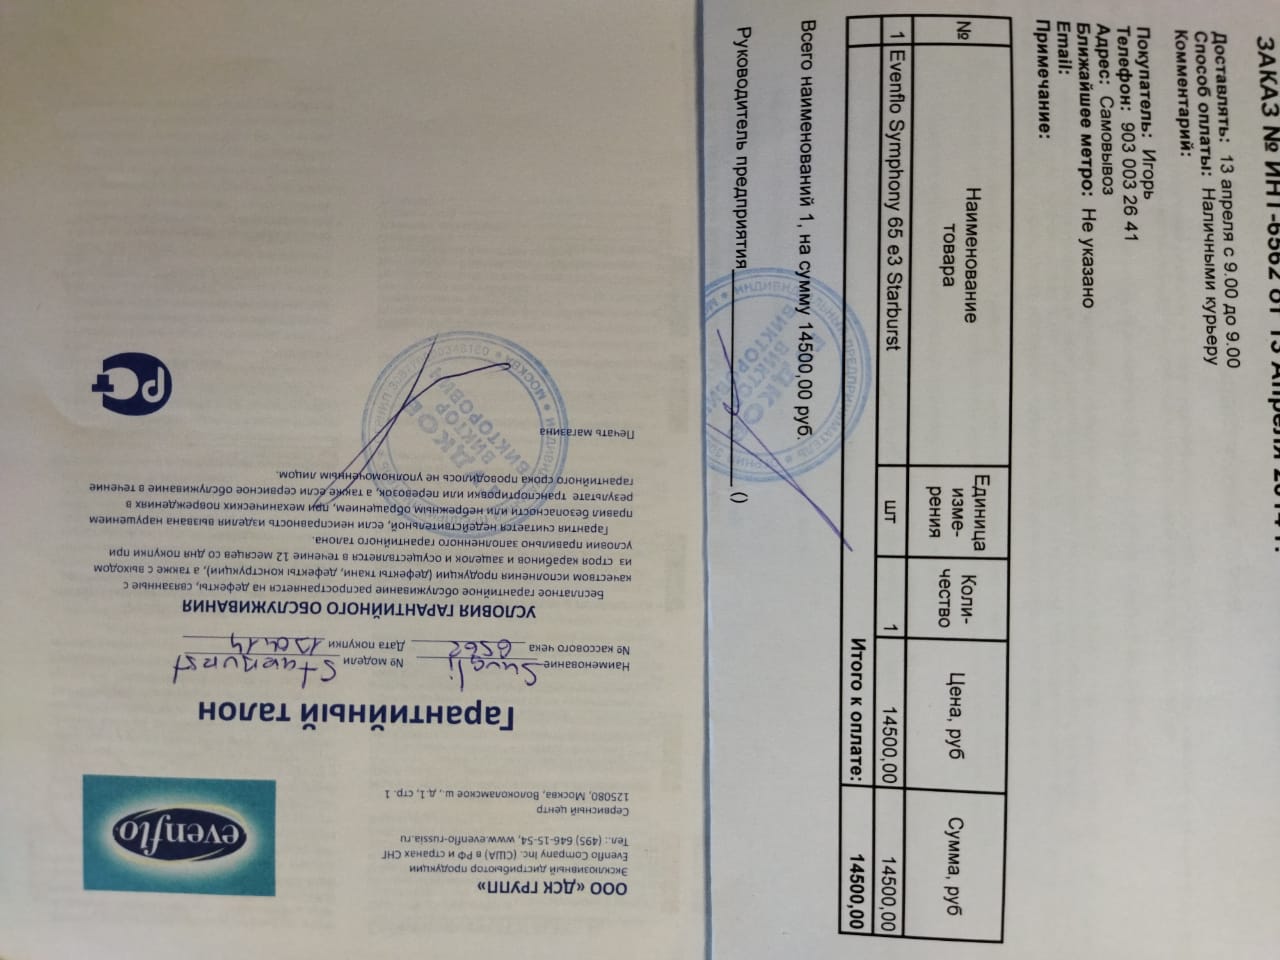 ЗАКАЗ № ИНТ-6562 от 13 Апреля 2014 г.
Доставлять: 13 апреля с 9.00 до 9.00
Способ оплаты: Наличными курьеру
Комментарий:
Покупатель: Игорь
Телефон: 903 003 26 41
Адрес: Самовывоз
Ближайшее метро: Не указано
Email:
Примечание:
№ Наименование товара Единица изме-рения Коли-чество Цена, руб Сумма, руб
1 Evenflo Symphony 65 e3 Starburst шт 1 14500,00 14500,00
Итого к оплате: 14500,00
Всего наименований 1, на сумму 14500,00 руб.
Руководитель предприятия ()
ООО «ДСК ГРУПП»
Эксклюзивный дистрибьютор продукции
Evenflo Company Inc. (США) в РФ и странах СНГ
Тел.: (495) 646-15-54, www.evenflo-russia.ru
Сервисный центр
125080, Москва, Волоколамское ш., д.1, стр. 1
evenflo
Гарантийный талон
Наименование № модели Starburst
№ кассового чека 6562 Дата покупки 130414
УСЛОВИЯ ГАРАНТИЙНОГО ОБСЛУЖИВАНИЯ
Бесплатное гарантийное обслуживание распространяется на дефекты, связанные с
качеством исполнения продукции (дефекты ткани, дефекты конструкции), а также с выходом
из строя карабинов и защелок и осуществляется в течение 12 месяцев со дня покупки при
условии правильно заполненного гарантийного талона.
Гарантия считается недействительной, если неисправность изделия вызвана нарушением
правил безопасности или небрежным обращением, при механических повреждениях в
результате транспортировки или перевозок, а также если сервисное обслуживание в течение
гарантийного срока проводилось не уполномоченным лицом.
Печать магазина
ВИКТОР
ВИКТОРОВИЧ
МОСКВА
РСТ